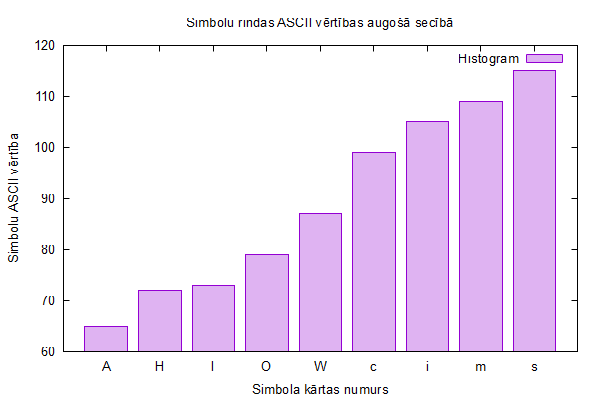 Simbolu rindas ASCII vērtības augošā secībā
Histogram
120
110
100
90
80
70
60
Simbolu ASCII vērtība
A H I O W c i m s
Simbola kārtas numurs